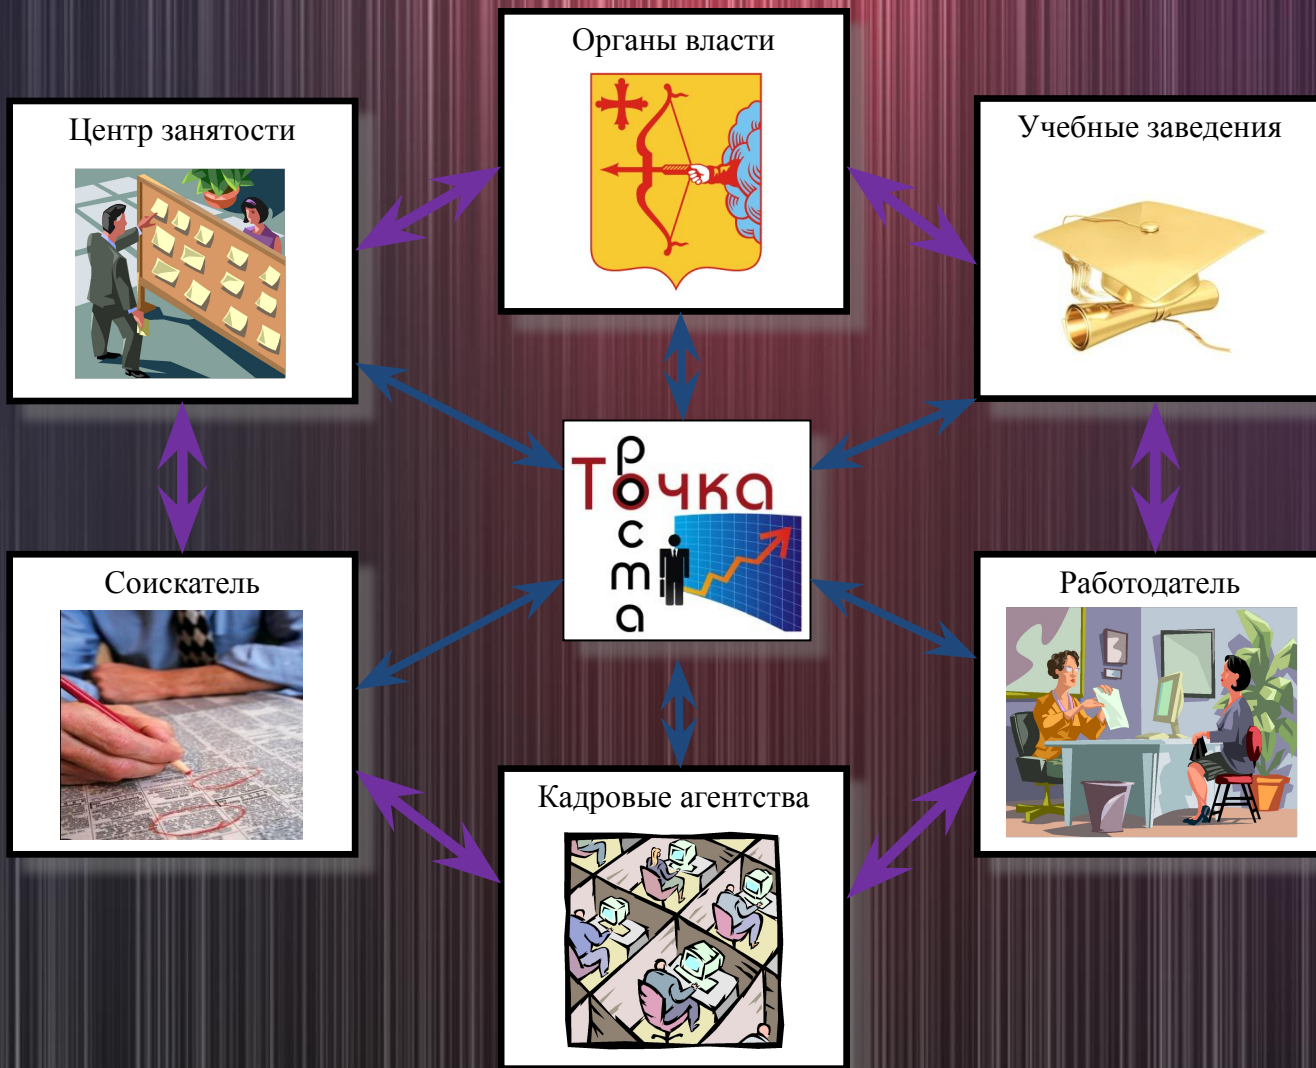 Органы власти
Центр занятости
Учебные заведения
Точка
роста
Соискатель
Работодатель
Кадровые агентства